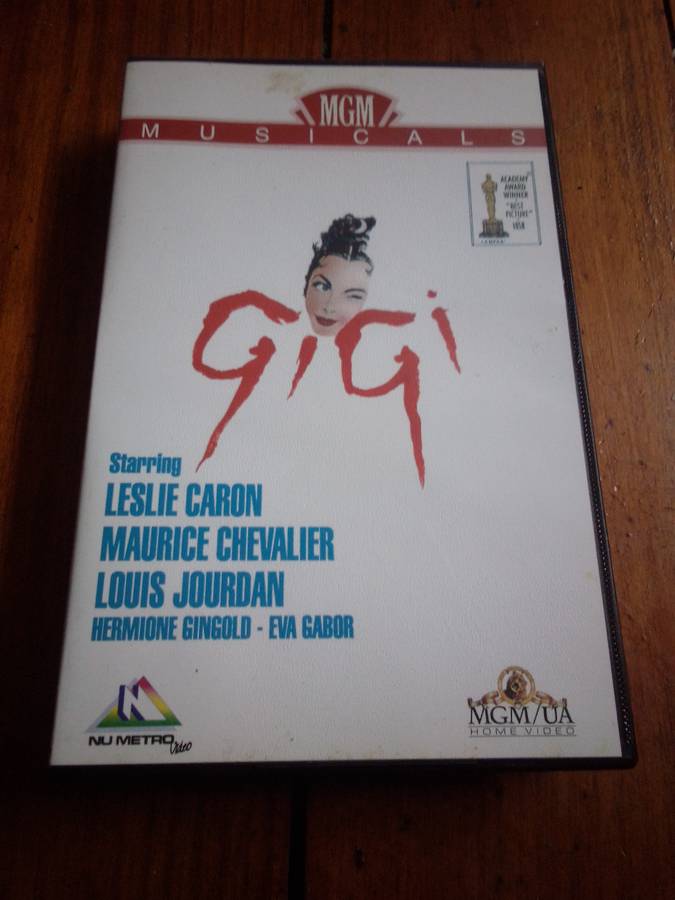 MGM
MUSICALS
ACADEMY
AWARD
WINNER
"BEST
PICTURE"
1958
GiGi
Starring
LESLIE CARON
MAURICE CHEVALIER
LOUIS JOURDAN
HERMIONE GINGOLD - EVA GABOR
NU METRO Video
MGM/UA
HOME VIDEO